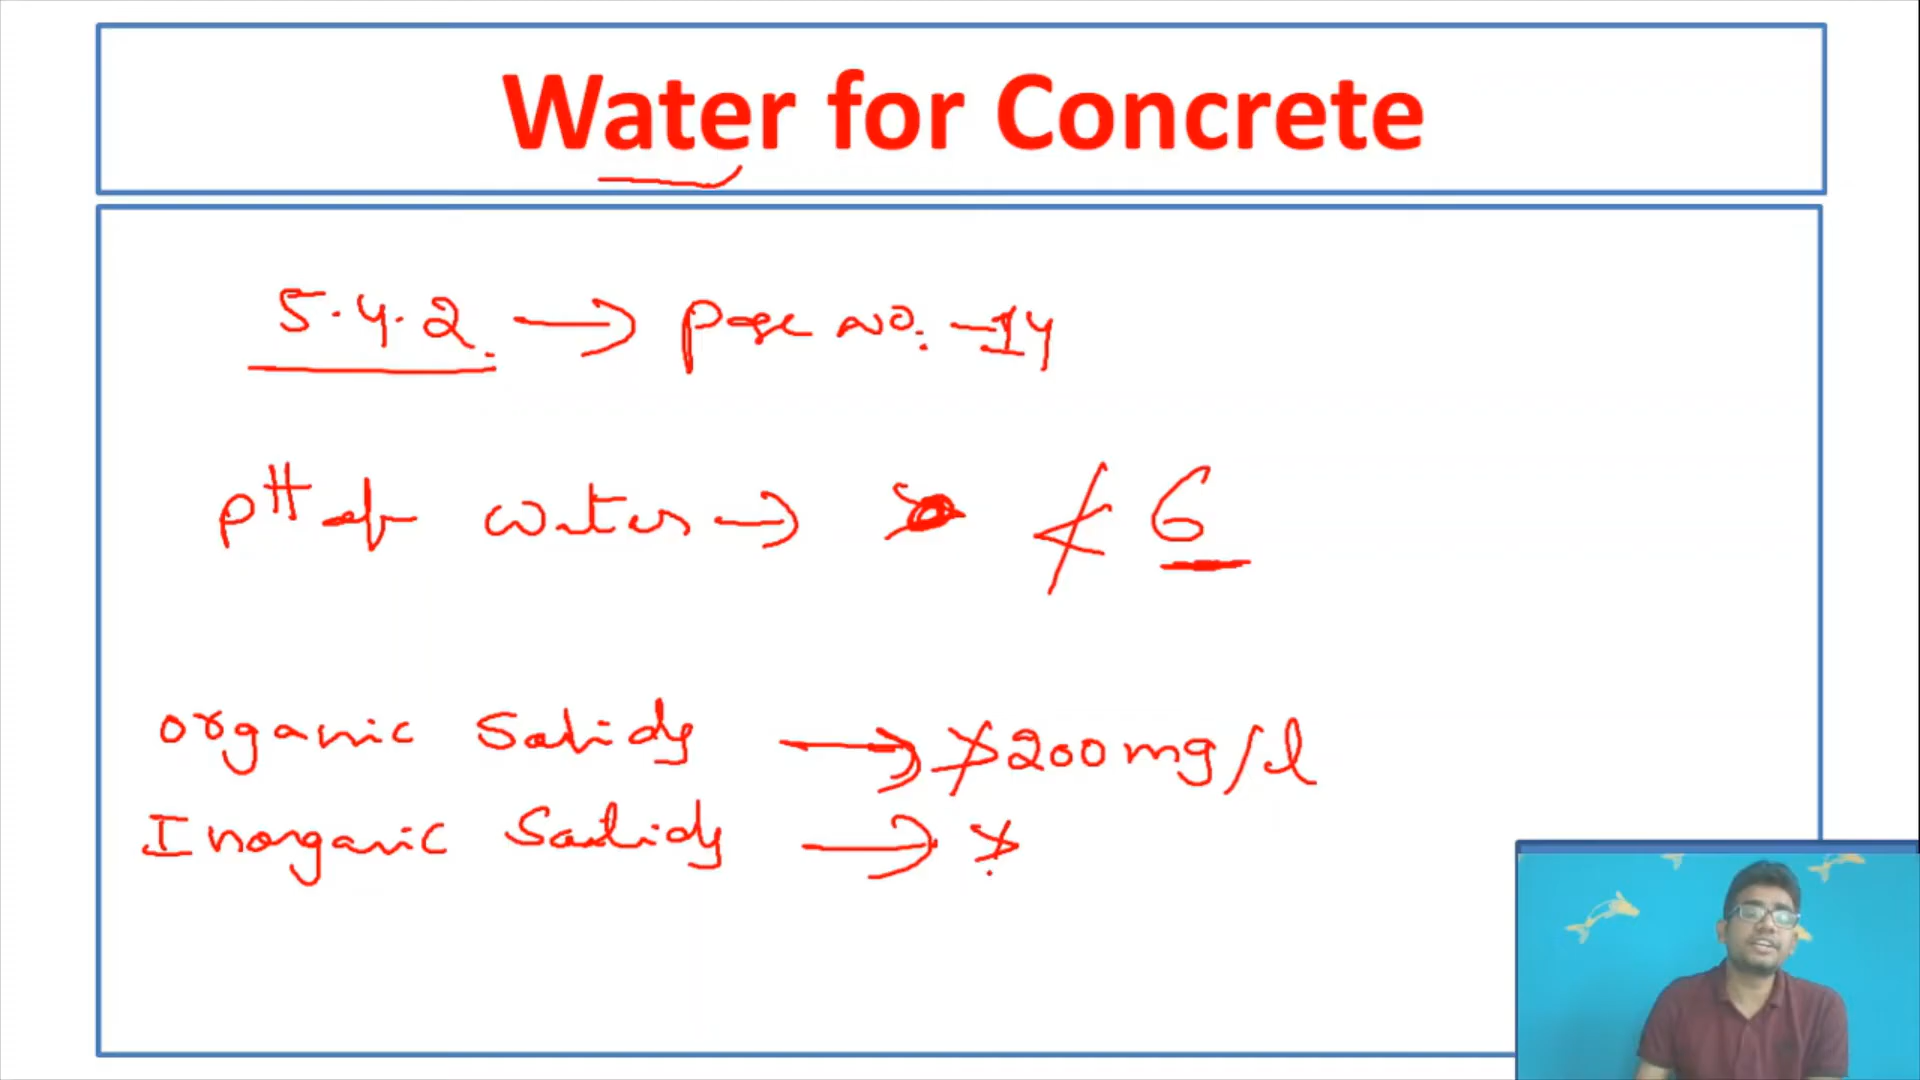 Water for Concrete
5.4.2. → page No. - 14
pH of water → ≮ 6
organic Solids → ≯ 200 mg/l
Inorganic Solids → >